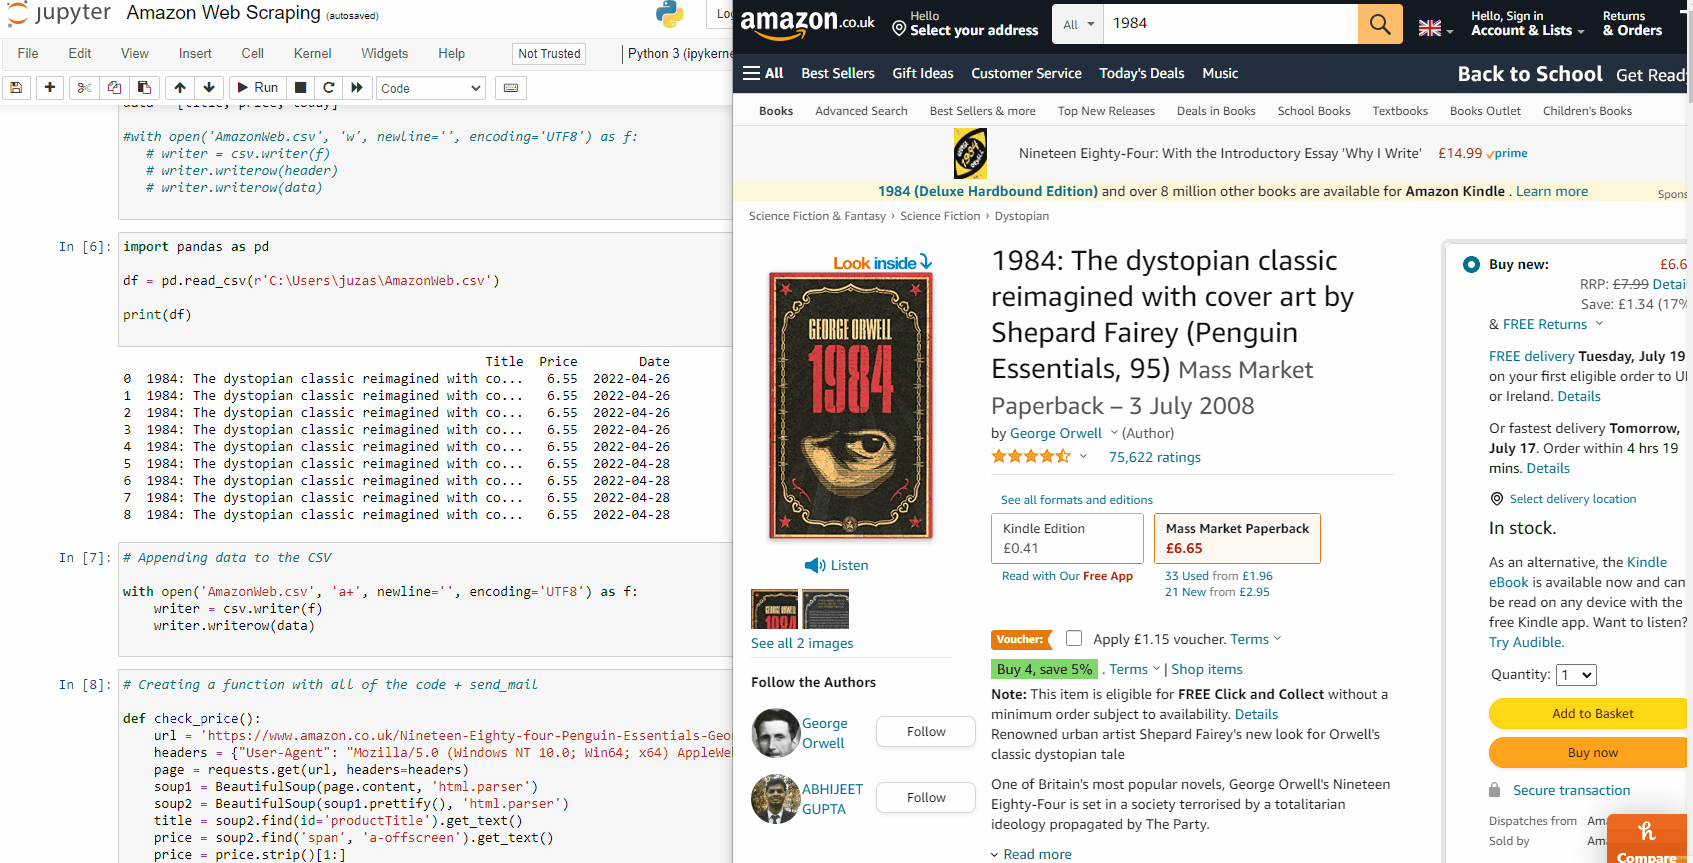 jupyter Amazon Web Scraping (autosaved)
File Edit View Insert Cell Kernel Widgets Help Not Trusted Python 3 (ipykerne
Run Code
data = [title, price, today]
#with open('AmazonWeb.csv', 'w', newline='', encoding='UTF8') as f:
# writer = csv.writer(f)
# writer.writerow(header)
# writer.writerow(data)
In [6]: import pandas as pd
df = pd.read_csv(r'C:\Users\juzas\AmazonWeb.csv')
print(df)
Title Price Date
0 1984: The dystopian classic reimagined with co... 6.55 2022-04-26
1 1984: The dystopian classic reimagined with co... 6.55 2022-04-26
2 1984: The dystopian classic reimagined with co... 6.55 2022-04-26
3 1984: The dystopian classic reimagined with co... 6.55 2022-04-26
4 1984: The dystopian classic reimagined with co... 6.55 2022-04-26
5 1984: The dystopian classic reimagined with co... 6.55 2022-04-28
6 1984: The dystopian classic reimagined with co... 6.55 2022-04-28
7 1984: The dystopian classic reimagined with co... 6.55 2022-04-28
8 1984: The dystopian classic reimagined with co... 6.55 2022-04-28
In [7]: # Appending data to the CSV
with open('AmazonWeb.csv', 'a+', newline='', encoding='UTF8') as f:
writer = csv.writer(f)
writer.writerow(data)
In [8]: # Creating a function with all of the code + send_mail
def check_price():
url = 'https://www.amazon.co.uk/Nineteen-Eighty-four-Penguin-Essentials-Geo
headers = {"User-Agent": "Mozilla/5.0 (Windows NT 10.0; Win64; x64) AppleWe
page = requests.get(url, headers=headers)
soup1 = BeautifulSoup(page.content, 'html.parser')
soup2 = BeautifulSoup(soup1.prettify(), 'html.parser')
title = soup2.find(id='productTitle').get_text()
price = soup2.find('span', 'a-offscreen').get_text()
price = price.strip()[1:]
amazon.co.uk
Hello
Select your address
All 1984
Hello, Sign in
Account & Lists
Returns
& Orders
All Best Sellers Gift Ideas Customer Service Today's Deals Music Back to School Get Ready
Books Advanced Search Best Sellers & more Top New Releases Deals in Books School Books Textbooks Books Outlet Children's Books
Nineteen Eighty-Four: With the Introductory Essay 'Why I Write' £14.99 prime
1984 (Deluxe Hardbound Edition) and over 8 million other books are available for Amazon Kindle . Learn more
Spons
Science Fiction & Fantasy › Science Fiction › Dystopian
Look inside
GEORGE ORWELL
1984
Listen
See all 2 images
Follow the Authors
George
Orwell
Follow
ABHIJEET
GUPTA
Follow
1984: The dystopian classic
reimagined with cover art by
Shepard Fairey (Penguin
Essentials, 95) Mass Market
Paperback – 3 July 2008
by George Orwell (Author)
75,622 ratings
See all formats and editions
Kindle Edition
£0.41
Read with Our Free App
Mass Market Paperback
£6.65
33 Used from £1.96
21 New from £2.95
Voucher: Apply £1.15 voucher. Terms
Buy 4, save 5% . Terms | Shop items
Note: This item is eligible for FREE Click and Collect without a
minimum order subject to availability. Details
Renowned urban artist Shepard Fairey's new look for Orwell's
classic dystopian tale
One of Britain's most popular novels, George Orwell's Nineteen
Eighty-Four is set in a society terrorised by a totalitarian
ideology propagated by The Party.
Read more
Buy new: £6.6
RRP: £7.99 Detai
Save: £1.34 (17%
& FREE Returns
FREE delivery Tuesday, July 19
on your first eligible order to U
or Ireland. Details
Or fastest delivery Tomorrow,
July 17. Order within 4 hrs 19
mins. Details
Select delivery location
In stock.
As an alternative, the Kindle
eBook is available now and can
be read on any device with the
free Kindle app. Want to listen?
Try Audible.
Quantity: 1
Add to Basket
Buy now
Secure transaction
Dispatches from Ama
Sold by Ama
Compare